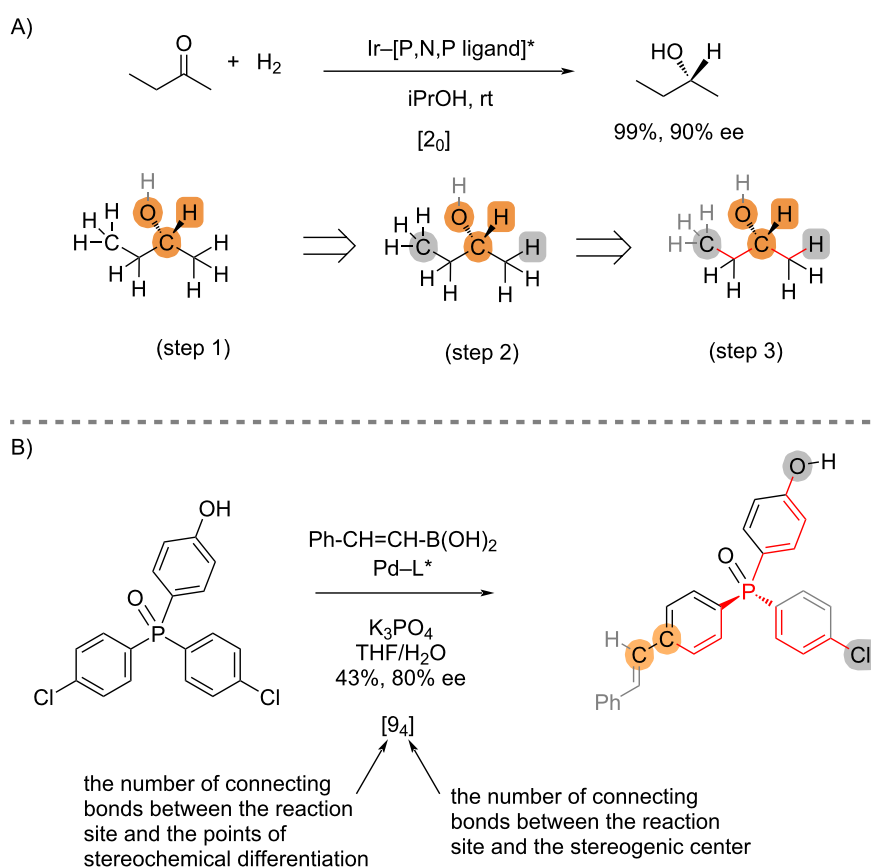 A)
O
+ H2
Ir–[P,N,P ligand]*
iPrOH, rt
[2₀]
HO H
99%, 90% ee
H
H H O H
H C C H
H H H H
(step 1)
H
H H O H
H C C H
H H H
(step 2)
H
H H O H
H C C H
H H H
(step 3)
B)
OH
O
P
Cl Cl
Ph-CH=CH-B(OH)₂
Pd–L*
K₃PO₄
THF/H₂O
43%, 80% ee
[9₄]
O H
O
P
H C C
Ph
Cl
the number of connecting
bonds between the reaction
site and the points of
stereochemical differentiation
the number of connecting
bonds between the reaction
site and the stereogenic center